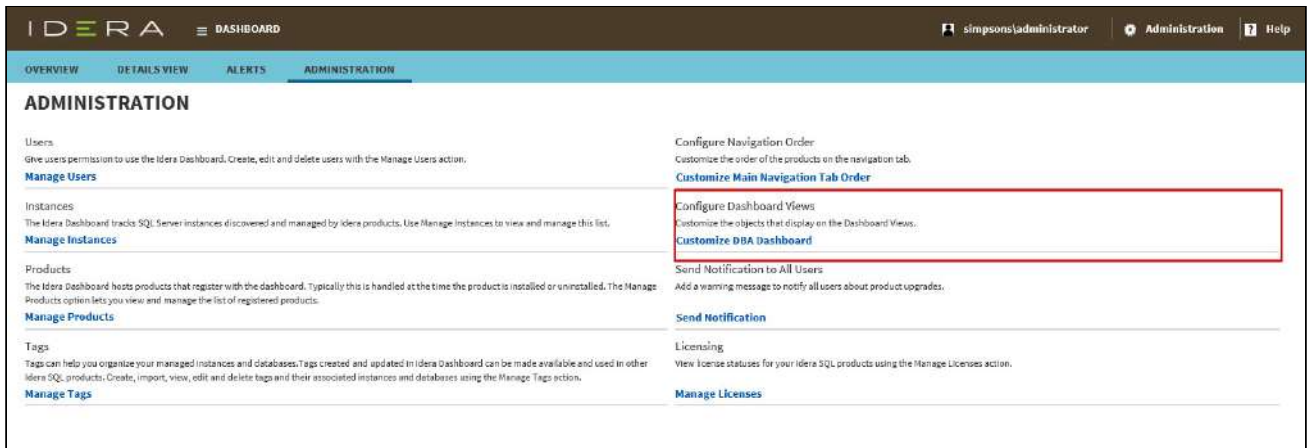 IDERA
DASHBOARD
simpsons\administrator
Administration
? Help
OVERVIEW
DETAILS VIEW
ALERTS
ADMINISTRATION
ADMINISTRATION
Users
Give users permission to use the Idera Dashboard. Create, edit and delete users with the Manage Users action.
Manage Users
Instances
The Idera Dashboard tracks SQL Server instances discovered and managed by Idera products. Use Manage Instances to view and manage this list.
Manage Instances
Products
The Idera Dashboard hosts products that register with the dashboard. Typically this is handled at the time the product is installed or uninstalled. The Manage
Products option lets you view and manage the list of registered products.
Manage Products
Tags
Tags can help you organize your managed instances and databases.Tags created and updated in Idera Dashboard can be made available and used in other
Idera SQL products. Create, import, view, edit and delete tags and their associated instances and databases using the Manage Tags action.
Manage Tags
Configure Navigation Order
Customize the order of the products on the navigation tab.
Customize Main Navigation Tab Order
Configure Dashboard Views
Customize the objects that display on the Dashboard Views.
Customize DBA Dashboard
Send Notification to All Users
Add a warning message to notify all users about product upgrades.
Send Notification
Licensing
View license statuses for your Idera SQL products using the Manage Licenses action.
Manage Licenses